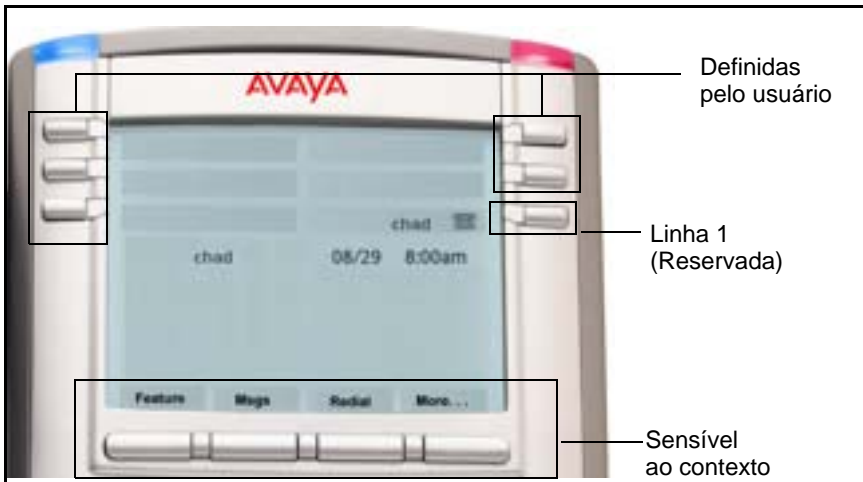 AVAYA
Definidas
pelo usuário
chad
Linha 1
(Reservada)
chad 08/29 8:00am
Feature Msgs Redial More...
Sensível
ao contexto